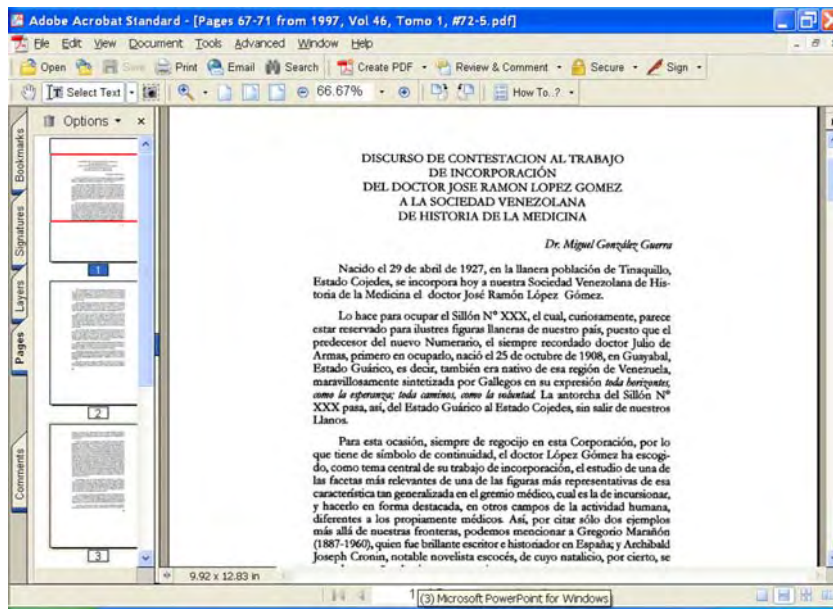 Adobe Acrobat Standard - [Pages 67-71 from 1997, Vol 46, Tomo 1, #72-5.pdf]
File Edit View Document Tools Advanced Window Help
Open Save Print Email Search Create PDF Review & Comment Secure Sign
Select Text 66.67% How To..?
Options x
Bookmarks
Signatures
Layers
Pages
Comments
1
2
3
DISCURSO DE CONTESTACION AL TRABAJO
DE INCORPORACIÓN
DEL DOCTOR JOSE RAMON LOPEZ GOMEZ
A LA SOCIEDAD VENEZOLANA
DE HISTORIA DE LA MEDICINA
Dr. Miguel González Guerra
Nacido el 29 de abril de 1927, en la llanera población de Tinaquillo,
Estado Cojedes, se incorpora hoy a nuestra Sociedad Venezolana de His-
toria de la Medicina el doctor José Ramón López Gómez.
Lo hace para ocupar el Sillón N° XXX, el cual, curiosamente, parece
estar reservado para ilustres figuras llaneras de nuestro país, puesto que el
predecesor del nuevo Numerario, el siempre recordado doctor Julio de
Armas, primero en ocuparlo, nació el 25 de octubre de 1908, en Guayabal,
Estado Guárico, es decir, también era nativo de esa región de Venezuela,
maravillosamente sintetizada por Gallegos en su expresión toda horizontes,
como la esperanza; toda caminos, como la voluntad. La antorcha del Sillón N°
XXX pasa, así, del Estado Guárico al Estado Cojedes, sin salir de nuestros
Llanos.
Para esta ocasión, siempre de regocijo en esta Corporación, por lo
que tiene de símbolo de continuidad, el doctor López Gómez ha escogi-
do, como tema central de su trabajo de incorporación, el estudio de una de
las facetas más relevantes de una de las figuras más representativas de esa
característica tan generalizada en el gremio médico, cual es la de incursionar,
y hacerlo en forma destacada, en otros campos de la actividad humana,
diferentes a los propiamente médicos. Así, por citar sólo dos ejemplos
más allá de nuestras fronteras, podemos mencionar a Gregorio Marañón
(1887-1960), quien fue brillante escritor e historiador en España; y Archibald
Joseph Cronin, notable novelista escocés, de cuyo natalicio, por cierto, se
9.92 x 12.83 in
1
(3) Microsoft PowerPoint for Windows